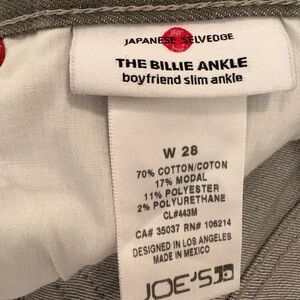 JAPANESE SELVEDGE
THE BILLIE ANKLE
boyfriend slim ankle
W 28
70% COTTON/COTON
17% MODAL
11% POLYESTER
2% POLYURETHANE
CL#443M
CA# 35037 RN# 106214
DESIGNED IN LOS ANGELES
MADE IN MEXICO
JOE'S